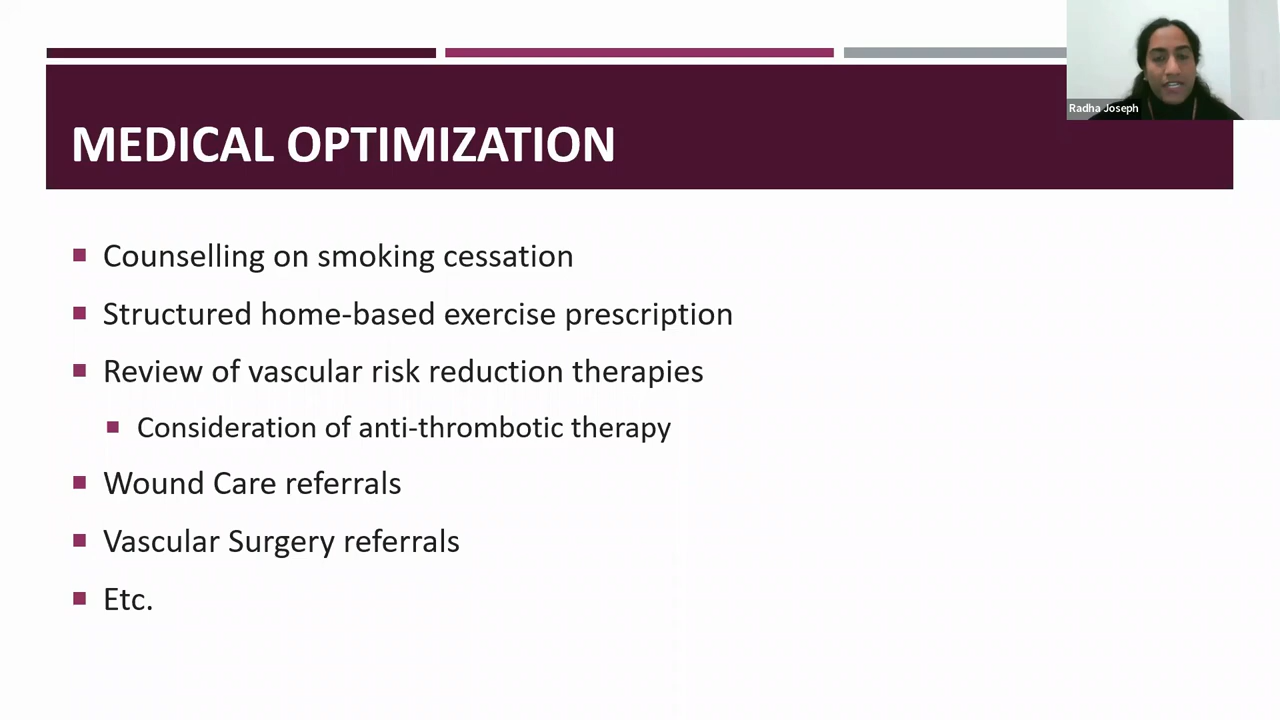 Radha Joseph
MEDICAL OPTIMIZATION
Counselling on smoking cessation
Structured home-based exercise prescription
Review of vascular risk reduction therapies
Consideration of anti-thrombotic therapy
Wound Care referrals
Vascular Surgery referrals
Etc.